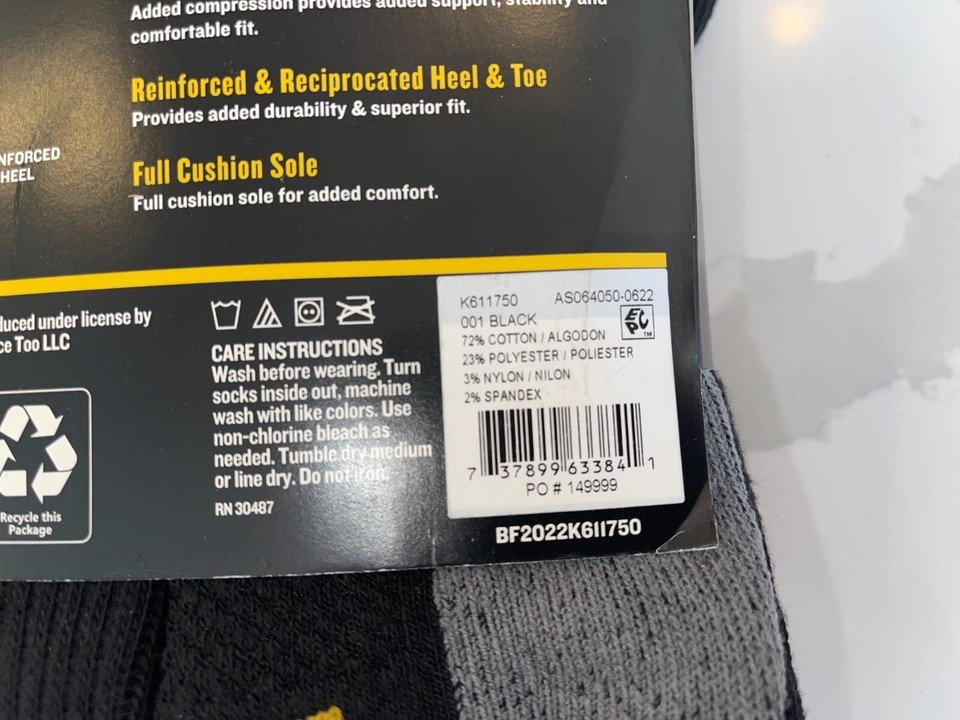 Added compression provides added support, stability and
comfortable fit.
Reinforced & Reciprocated Heel & Toe
Provides added durability & superior fit.
NFORCED
HEEL
Full Cushion Sole
Full cushion sole for added comfort.
duced under license by
ce Too LLC
CARE INSTRUCTIONS
Wash before wearing. Turn
socks inside out, machine
wash with like colors. Use
non-chlorine bleach as
needed. Tumble dry medium
or line dry. Do not iron.
RN 30487
Recycle this
Package
K611750 AS064050-0622
001 BLACK
EPC TM
72% COTTON / ALGODON
23% POLYESTER / POLIESTER
3% NYLON / NILON
2% SPANDEX
7 37899 63384 1
PO # 149999
BF2022K611750